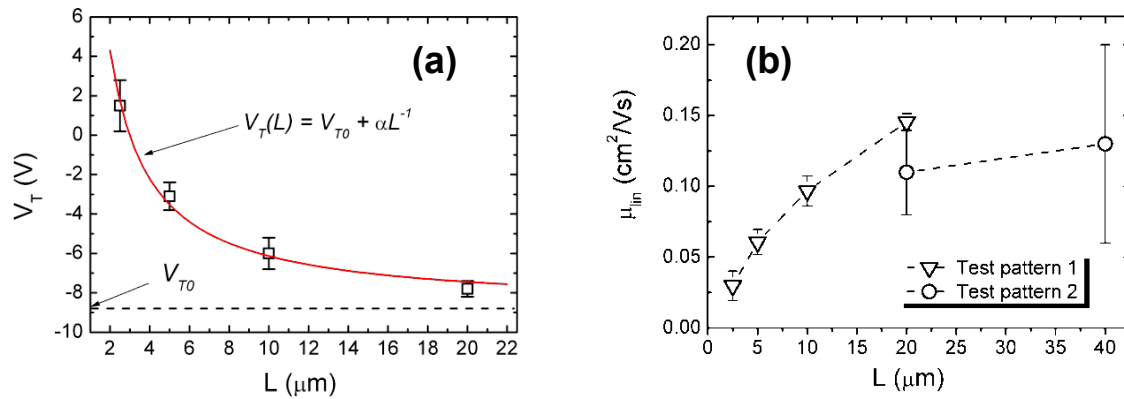 (a)
V_T(L) = V_T0 + αL^-1
V_T0
V_T (V)
6
4
2
0
-2
-4
-6
-8
-10
2 4 6 8 10 12 14 16 18 20 22
L (μm)
(b)
μ_lin (cm²/Vs)
0.20
0.15
0.10
0.05
0.00
Test pattern 1
Test pattern 2
0 5 10 15 20 25 30 35 40
L (μm)